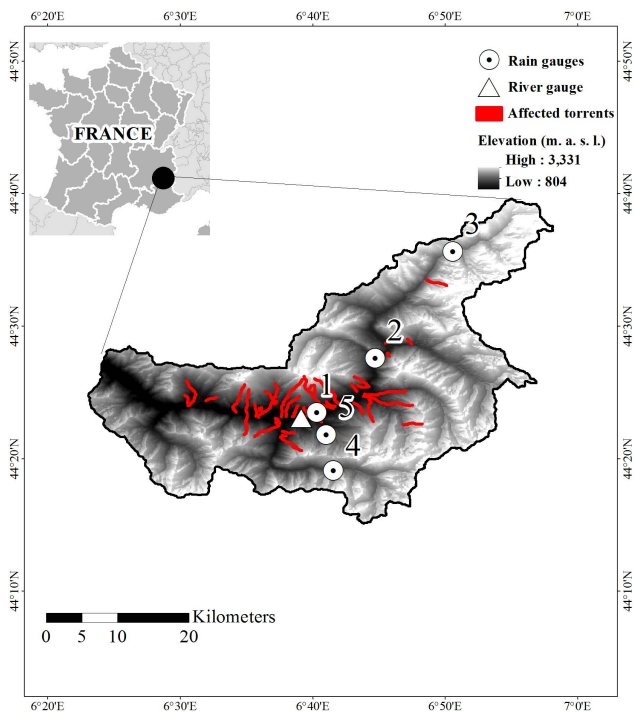 6°20'E 6°30'E 6°40'E 6°50'E 7°0'E
44°50'N 44°50'N
FRANCE
Rain gauges
River gauge
Affected torrents
Elevation (m. a. s. l.)
High : 3,331
Low : 804
44°40'N 44°40'N
3
44°30'N 44°30'N
2
1
5
4
44°20'N 44°20'N
44°10'N 44°10'N
Kilometers
0 5 10 20
6°20'E 6°30'E 6°40'E 6°50'E 7°0'E